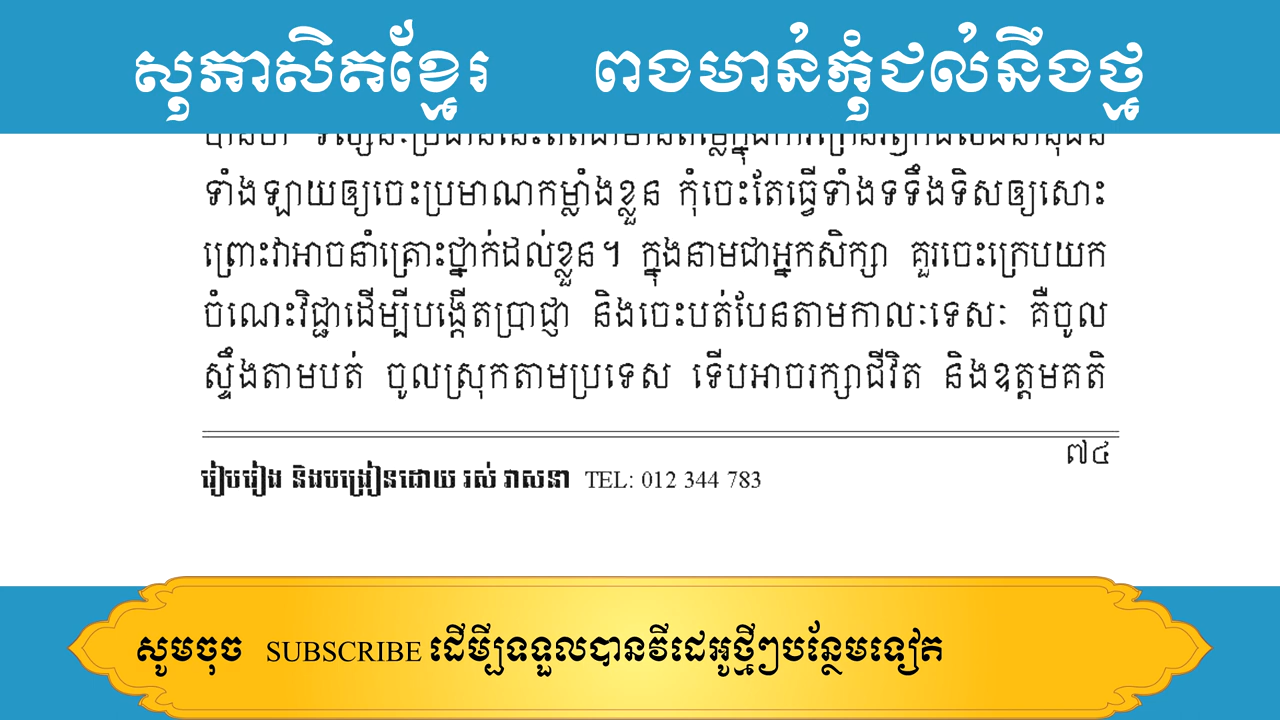 សុភាសិតខ្មែរ ពងមាន់កុំជល់នឹងថ្ម
ទាំងឡាយឲ្យចេះប្រមាណកម្លាំងខ្លួន កុំចេះតែធ្វើទាំងទទឹងទិសឲ្យសោះ
ព្រោះវាអាចនាំគ្រោះថ្នាក់ដល់ខ្លួន។ ក្នុងនាមជាអ្នកសិក្សា គួរចេះក្រេបយក
ចំណេះវិជ្ជាដើម្បីបង្កើតប្រាជ្ញា និងចេះបត់បែនតាមកាលៈទេសៈ គឺចូល
ស្ទឹងតាមបត់ ចូលស្រុកតាមប្រទេស ទើបអាចរក្សាជីវិត និងឧត្តមគតិ
៧៤
រៀបរៀង និងបង្រៀនដោយ រស់ វាសនា TEL: 012 344 783
សូមចុច SUBSCRIBE ដើម្បីទទួលបានវីដេអូថ្មីៗបន្ថែមទៀត